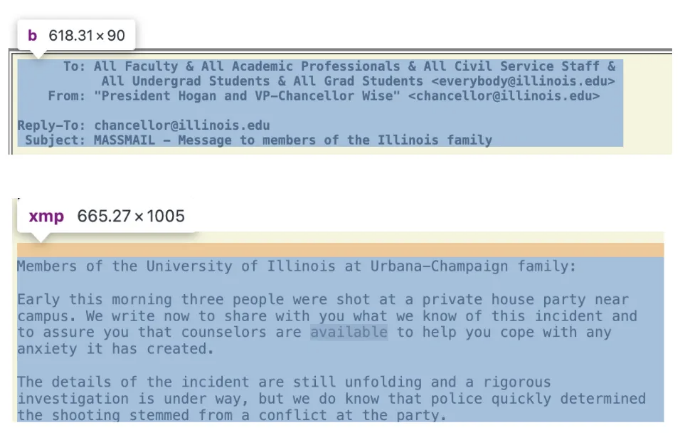 b 618.31 × 90
To: All Faculty & All Academic Professionals & All Civil Service Staff &
All Undergrad Students & All Grad Students <everybody@illinois.edu>
From: "President Hogan and VP-Chancellor Wise" <chancellor@illinois.edu>
Reply-To: chancellor@illinois.edu
Subject: MASSMAIL - Message to members of the Illinois family
xmp 665.27 × 1005
Members of the University of Illinois at Urbana-Champaign family:
Early this morning three people were shot at a private house party near
campus. We write now to share with you what we know of this incident and
to assure you that counselors are available to help you cope with any
anxiety it has created.
The details of the incident are still unfolding and a rigorous
investigation is under way, but we do know that police quickly determined
the shooting stemmed from a conflict at the party.